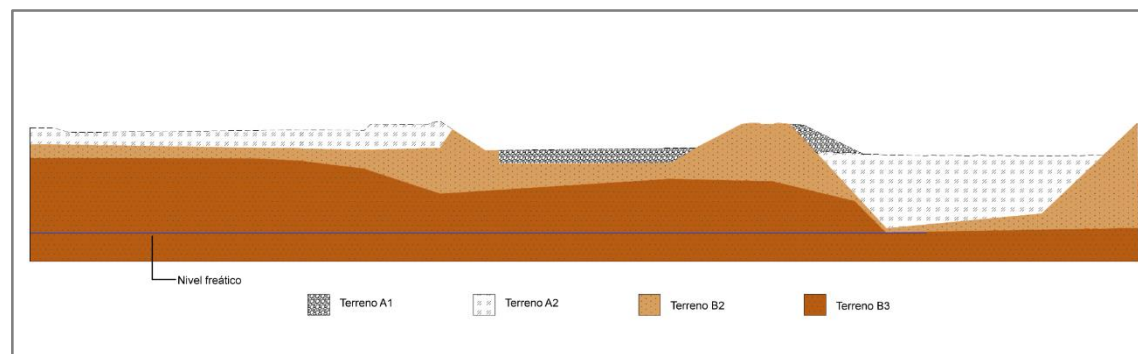 Nivel freático
Terreno A1
Terreno A2
Terreno B2
Terreno B3